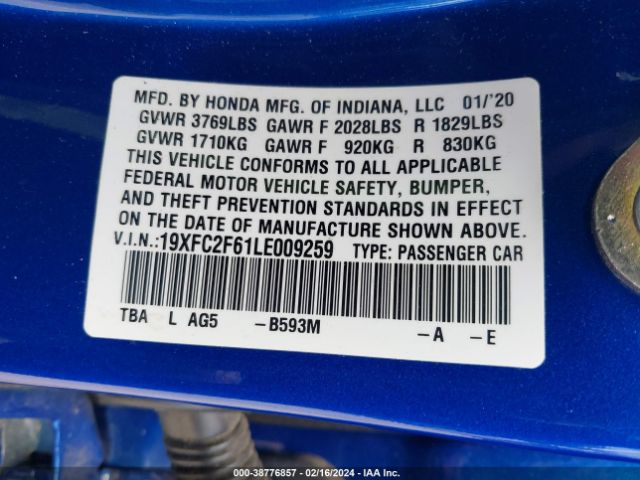 MFD. BY HONDA MFG. OF INDIANA, LLC 01/'20
GVWR 3769LBS GAWR F 2028LBS R 1829LBS
GVWR 1710KG GAWR F 920KG R 830KG
THIS VEHICLE CONFORMS TO ALL APPLICABLE
FEDERAL MOTOR VEHICLE SAFETY, BUMPER,
AND THEFT PREVENTION STANDARDS IN EFFECT
ON THE DATE OF MANUFACTURE SHOWN ABOVE.
V.I.N.:19XFC2F61LE009259 TYPE: PASSENGER CAR
TBA L AG5 -B593M -A -E
000-38776857 - 02/16/2024 - IAA Inc.